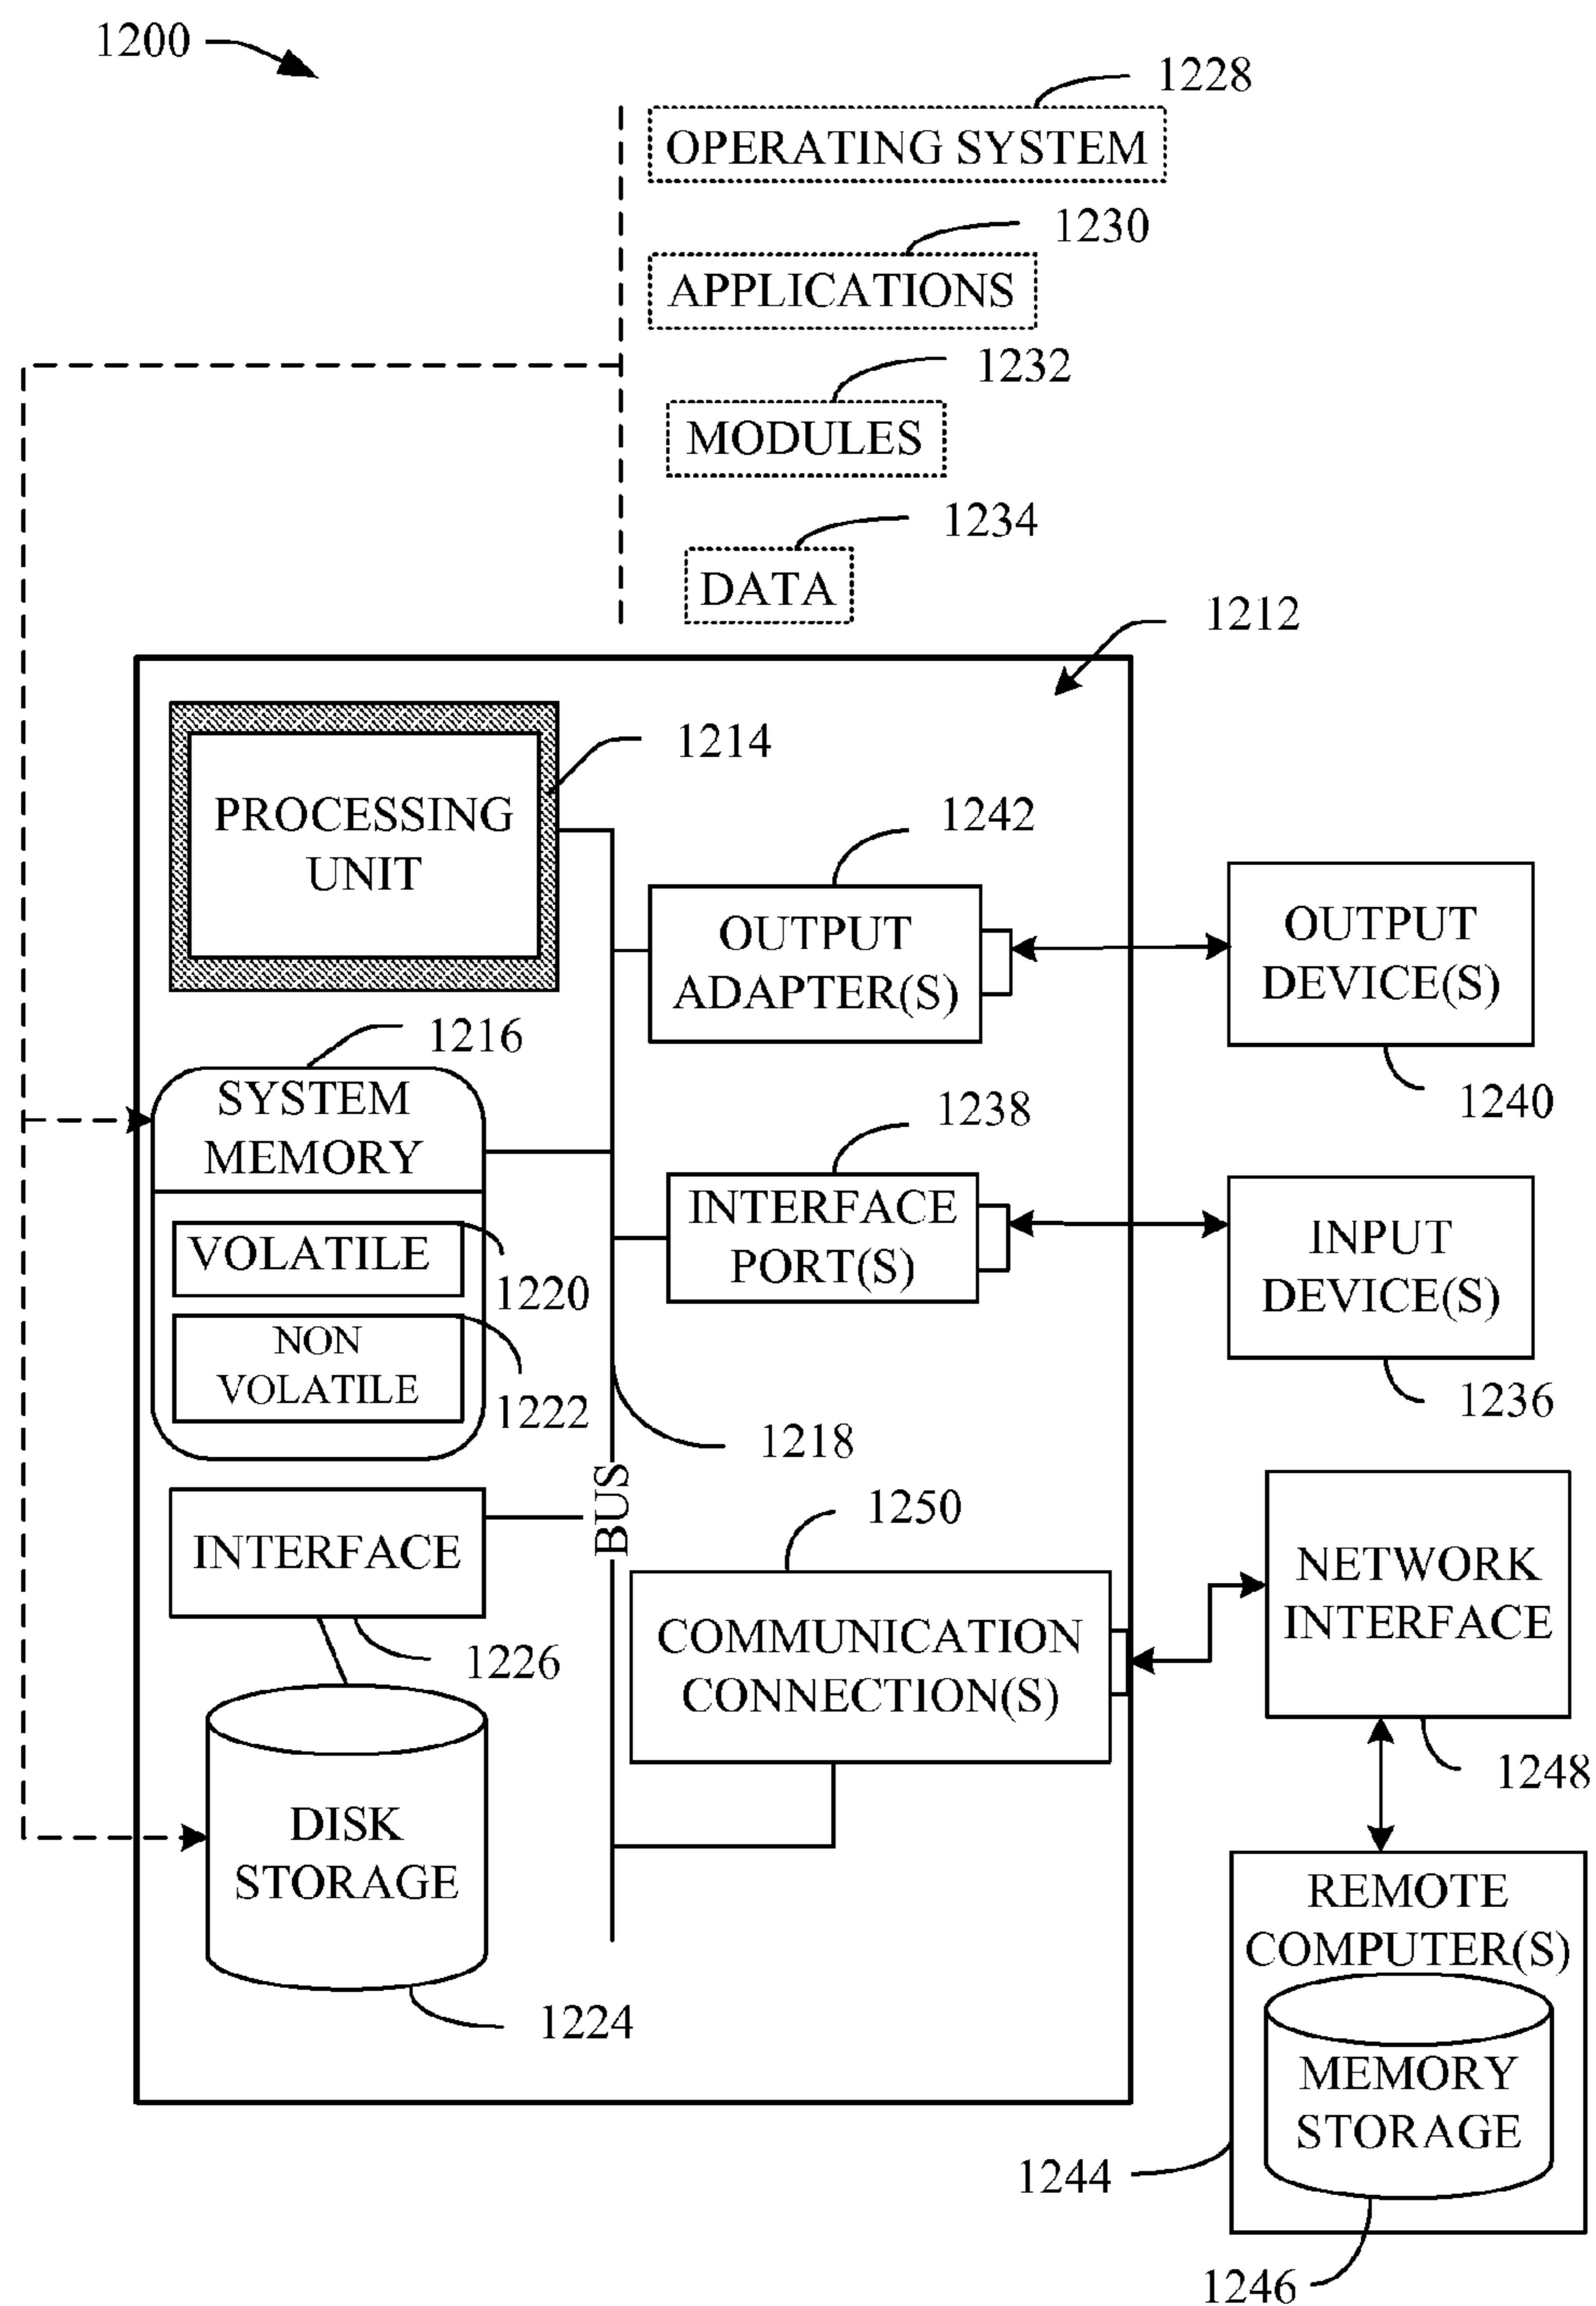 1200
1228
OPERATING SYSTEM
1230
APPLICATIONS
1232
MODULES
1234
DATA
1212
1214
PROCESSING
UNIT
1242
OUTPUT
ADAPTER(S)
OUTPUT
DEVICE(S)
1240
1216
SYSTEM
MEMORY
VOLATILE
1220
NON
VOLATILE
1222
1238
INTERFACE
PORT(S)
INPUT
DEVICE(S)
1236
1218
BUS
INTERFACE
1226
1250
COMMUNICATION
CONNECTION(S)
NETWORK
INTERFACE
1248
DISK
STORAGE
1224
REMOTE
COMPUTER(S)
MEMORY
STORAGE
1244
1246